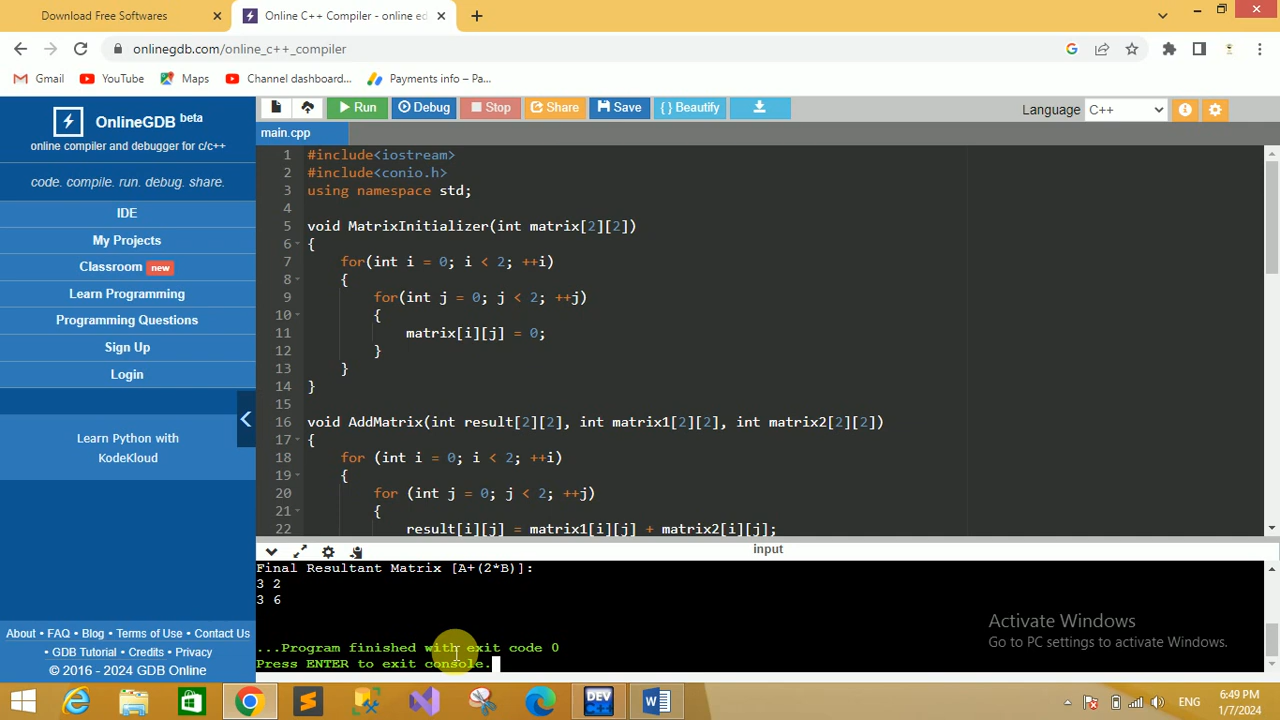 Download Free Softwares
Online C++ Compiler - online ed
onlinegdb.com/online_c++_compiler
Gmail
YouTube
Maps
Channel dashboard...
Payments info – Pa...
OnlineGDB beta
online compiler and debugger for c/c++
code. compile. run. debug. share.
IDE
My Projects
Classroom new
Learn Programming
Programming Questions
Sign Up
Login
Learn Python with
KodeKloud
About • FAQ • Blog • Terms of Use • Contact Us
• GDB Tutorial • Credits • Privacy
© 2016 - 2024 GDB Online
Run Debug Stop Share Save { } Beautify
Language C++
main.cpp
1 #include<iostream>
2 #include<conio.h>
3 using namespace std;
4
5 void MatrixInitializer(int matrix[2][2])
6 {
7 for(int i = 0; i < 2; ++i)
8 {
9 for(int j = 0; j < 2; ++j)
10 {
11 matrix[i][j] = 0;
12 }
13 }
14 }
15
16 void AddMatrix(int result[2][2], int matrix1[2][2], int matrix2[2][2])
17 {
18 for (int i = 0; i < 2; ++i)
19 {
20 for (int j = 0; j < 2; ++j)
21 {
22 result[i][j] = matrix1[i][j] + matrix2[i][j];
input
Final Resultant Matrix [A+(2*B)]:
3 2
3 6
...Program finished with exit code 0
Press ENTER to exit console.
Activate Windows
Go to PC settings to activate Windows.
DEV
C++
W
ENG
6:49 PM
1/7/2024